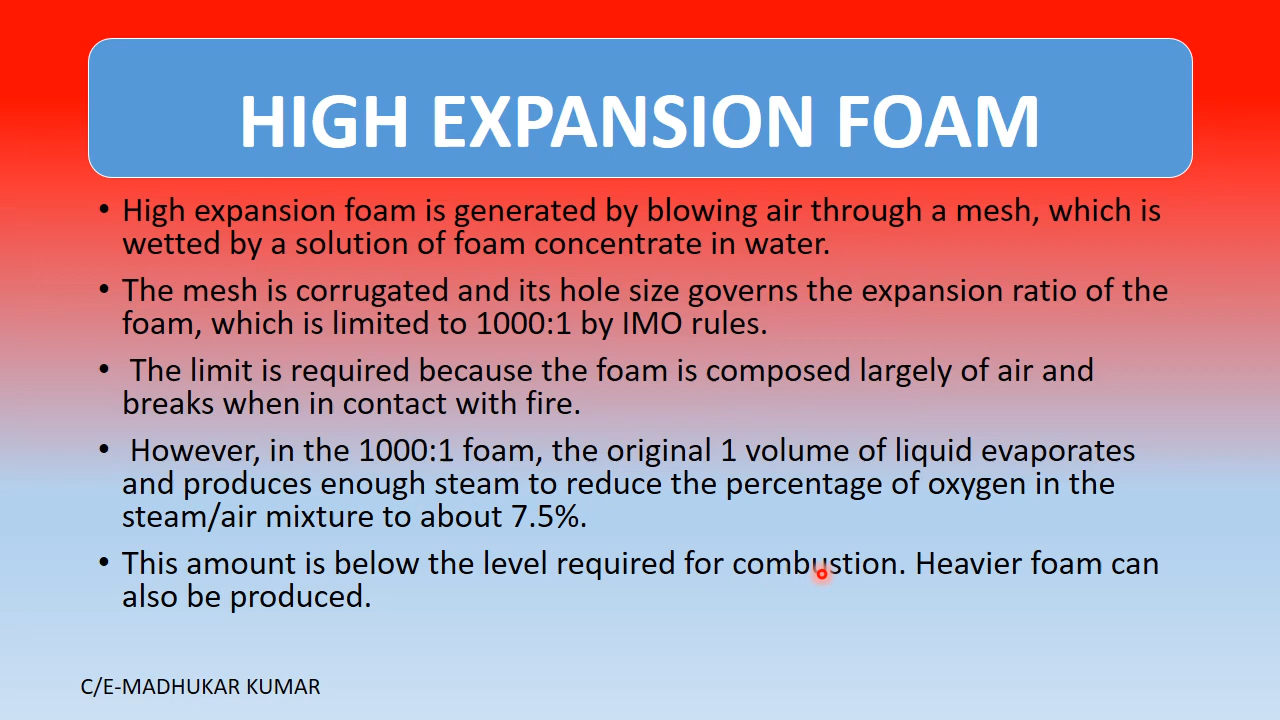 HIGH EXPANSION FOAM
• High expansion foam is generated by blowing air through a mesh, which is
wetted by a solution of foam concentrate in water.
• The mesh is corrugated and its hole size governs the expansion ratio of the
foam, which is limited to 1000:1 by IMO rules.
• The limit is required because the foam is composed largely of air and
breaks when in contact with fire.
• However, in the 1000:1 foam, the original 1 volume of liquid evaporates
and produces enough steam to reduce the percentage of oxygen in the
steam/air mixture to about 7.5%.
• This amount is below the level required for combustion. Heavier foam can
also be produced.
C/E-MADHUKAR KUMAR